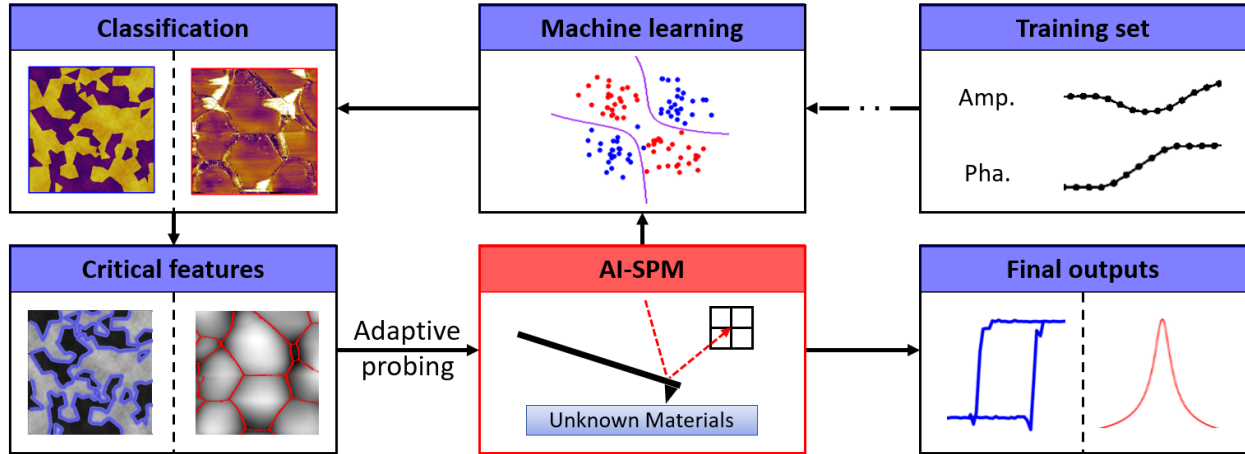 Classification
Machine learning
Training set
Amp.
Pha.
Critical features
Adaptive
probing
AI-SPM
Unknown Materials
Final outputs